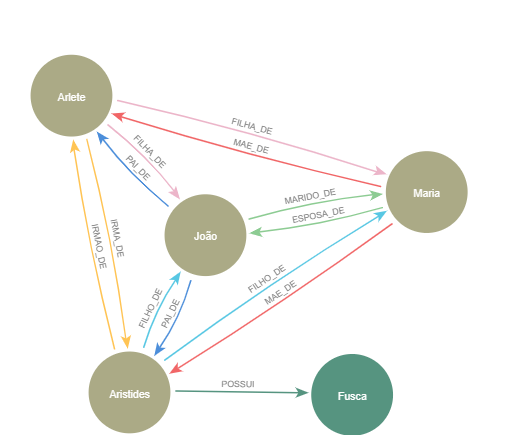 Arlete
FILHA_DE
MAE_DE
FILHA_DE
PAI_DE
Maria
MARIDO_DE
ESPOSA_DE
João
IRMAO_DE
IRMA_DE
FILHO_DE
MAE_DE
FILHO_DE
PAI_DE
Aristides
POSSUI
Fusca